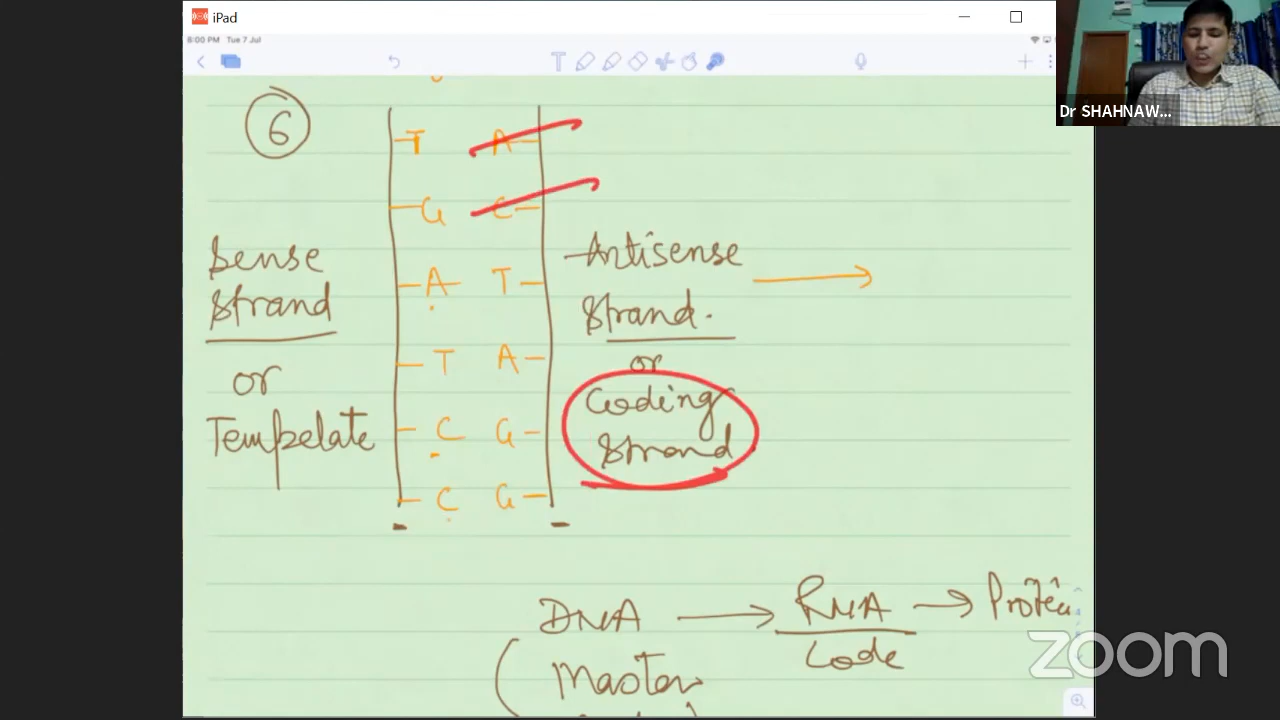 iPad
6:00 PM Tue 7 Jul
Dr SHAHNAW...
6
T A
G C
A T
T A
C G
C G
Sense
Strand
or
Tempelate
Antisense
Strand.
or
Coding
Strand
DNA → RNA → Protein
Code
(Master
zoom